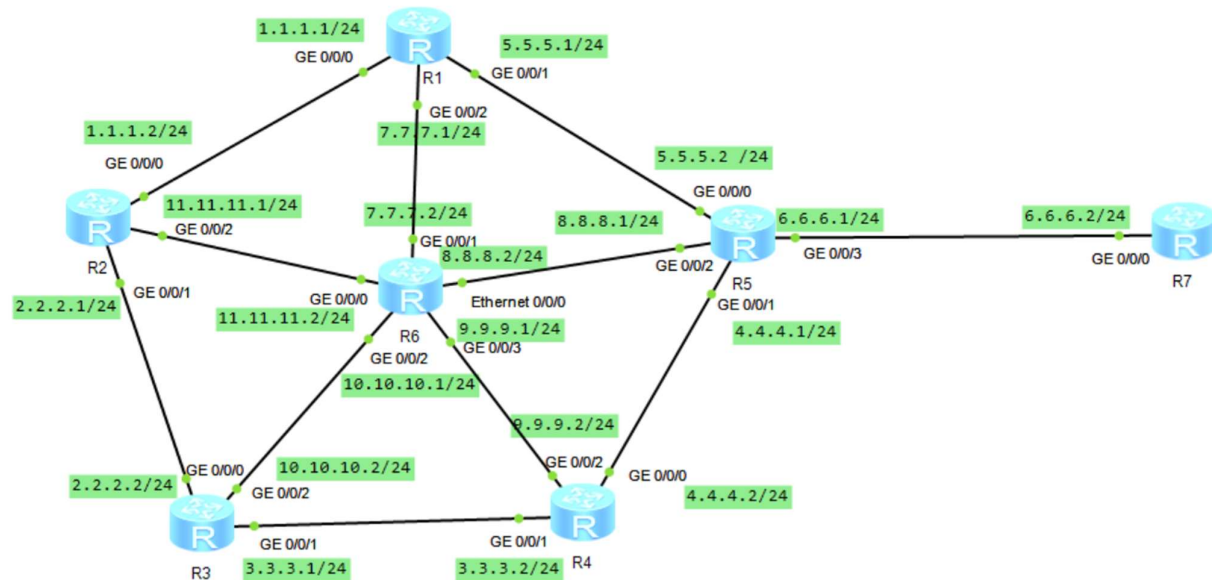 1.1.1.1/24
5.5.5.1/24
GE 0/0/0
GE 0/0/1
R
R1
GE 0/0/2
7.7.7.1/24
1.1.1.2/24
GE 0/0/0
5.5.5.2 /24
GE 0/0/0
11.11.11.1/24
GE 0/0/2
R
R2
7.7.7.2/24
GE 0/0/1
8.8.8.1/24
8.8.8.2/24
GE 0/0/2
R
R5
6.6.6.1/24
GE 0/0/3
6.6.6.2/24
GE 0/0/0
R
R7
GE 0/0/1
2.2.2.1/24
GE 0/0/0
11.11.11.2/24
R
R6
Ethernet 0/0/0
9.9.9.1/24
GE 0/0/3
GE 0/0/1
4.4.4.1/24
GE 0/0/2
10.10.10.1/24
9.9.9.2/24
GE 0/0/2
GE 0/0/0
4.4.4.2/24
GE 0/0/0
2.2.2.2/24
10.10.10.2/24
GE 0/0/2
R
R3
GE 0/0/1
3.3.3.1/24
GE 0/0/1
3.3.3.2/24
R
R4